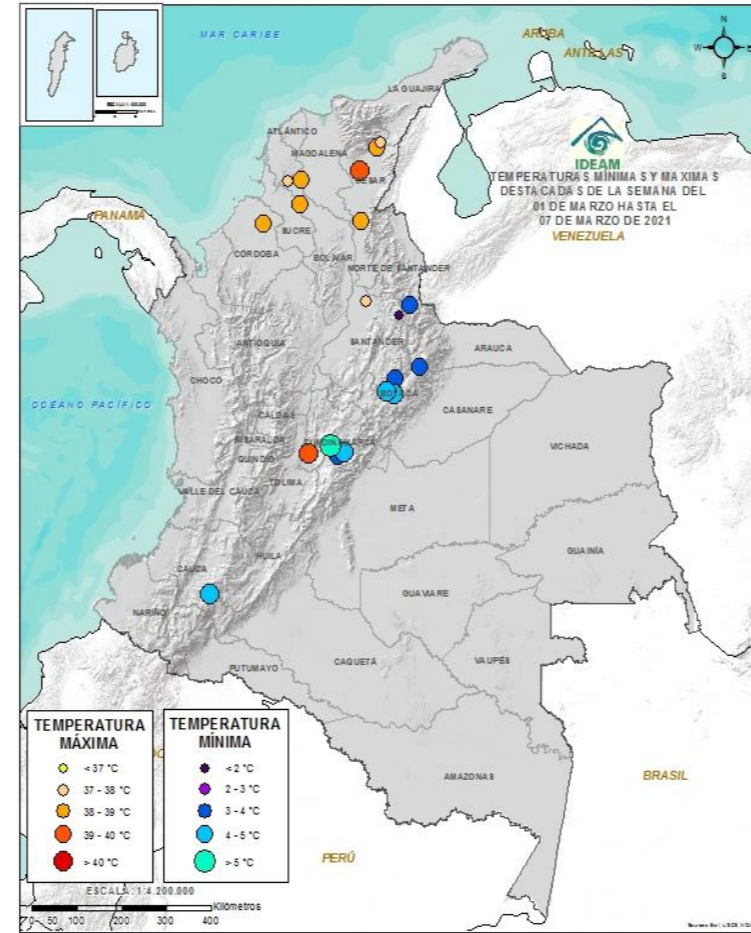 MAR CARIBE
ARUBA
ANTILLAS
N
W
S
LA GUAJIRA
ATLÁNTICO
MAGDALENA
CESAR
IDEAM
TEMPERATURAS MÍNIMAS Y MAXIMAS
DESTACADAS DE LA SEMANA DEL
01 DE MARZO HASTA EL
07 DE MARZO DE 2021
VENEZUELA
PANAMÁ
SUCRE
CÓRDOBA
BOLIVAR
NORTE DE SANTANDER
SANTANDER
ARAUCA
ANTIOQUIA
CHOCÓ
BOYACÁ
OCÉANO PACÍFICO
CASANARE
CALDAS
VICHADA
RISARALDA
CUNDINAMARCA
QUINDIO
TOLIMA
VALLE DEL CAUCA
META
GUAINÍA
HUILA
CAUCA
GUAVIARE
NARIÑO
PUTUMAYO
CAQUETÁ
VAUPÉS
TEMPERATURA
MÁXIMA
< 37 °C
37 - 38 °C
38 - 39 °C
39 - 40 °C
> 40 °C
TEMPERATURA
MÍNIMA
< 2 °C
2 - 3 °C
3 - 4 °C
4 - 5 °C
> 5 °C
AMAZONAS
BRASIL
PERÚ
ESCALA: 1:4.200.000
Kilómetros
0 50 100 200 300 400